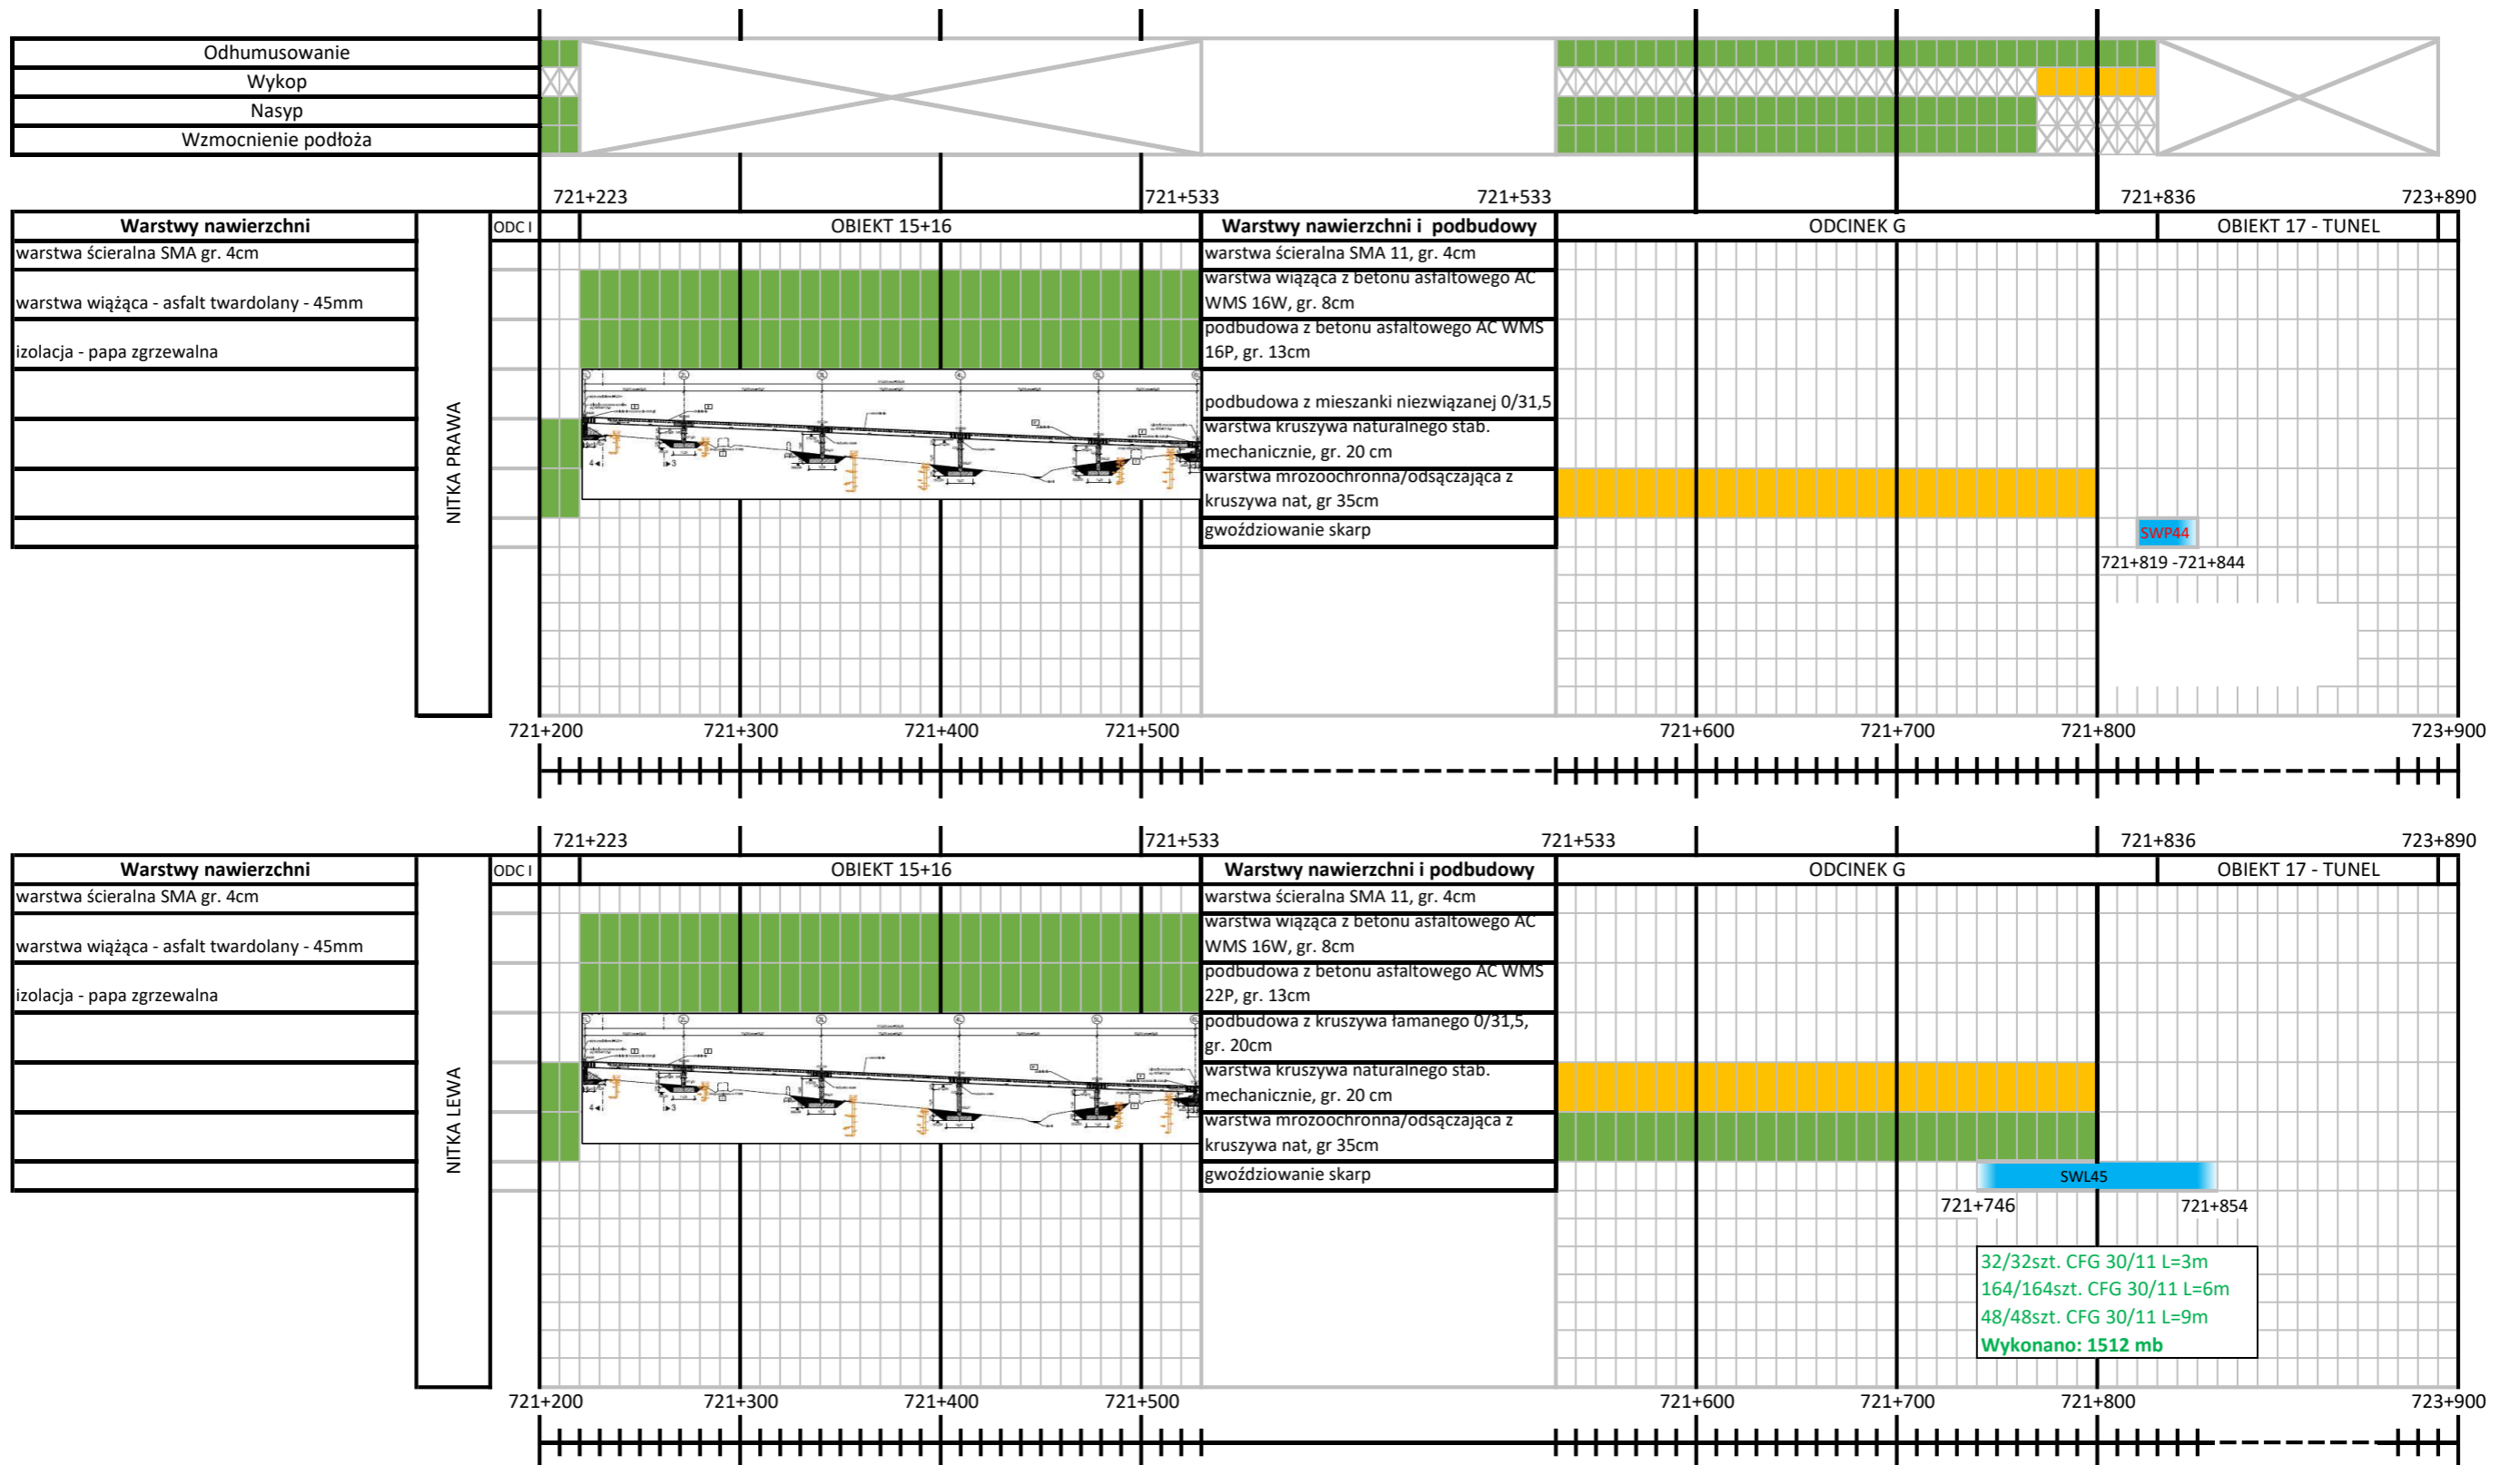 Odhumusowanie
Wykop
Nasyp
Wzmocnienie podłoża
721+223
721+533
721+533
721+836
723+890
Warstwy nawierzchni
NITKA PRAWA
ODC I
OBIEKT 15+16
Warstwy nawierzchni i podbudowy
ODCINEK G
OBIEKT 17 - TUNEL
warstwa ścieralna SMA gr. 4cm
warstwa wiążąca - asfalt twardolany - 45mm
izolacja - papa zgrzewalna
warstwa ścieralna SMA 11, gr. 4cm
warstwa wiążąca z betonu asfaltowego AC
WMS 16W, gr. 8cm
podbudowa z betonu asfaltowego AC WMS
16P, gr. 13cm
podbudowa z mieszanki niezwiązanej 0/31,5
warstwa kruszywa naturalnego stab.
mechanicznie, gr. 20 cm
warstwa mrozoochronna/odsączająca z
kruszywa nat, gr 35cm
gwoździowanie skarp
SWP44
721+819 -721+844
721+200
721+300
721+400
721+500
721+600
721+700
721+800
723+900
721+223
721+533
721+533
721+836
723+890
Warstwy nawierzchni
NITKA LEWA
ODC I
OBIEKT 15+16
Warstwy nawierzchni i podbudowy
ODCINEK G
OBIEKT 17 - TUNEL
warstwa ścieralna SMA gr. 4cm
warstwa wiążąca - asfalt twardolany - 45mm
izolacja - papa zgrzewalna
warstwa ścieralna SMA 11, gr. 4cm
warstwa wiążąca z betonu asfaltowego AC
WMS 16W, gr. 8cm
podbudowa z betonu asfaltowego AC WMS
22P, gr. 13cm
podbudowa z kruszywa łamanego 0/31,5,
gr. 20cm
warstwa kruszywa naturalnego stab.
mechanicznie, gr. 20 cm
warstwa mrozoochronna/odsączająca z
kruszywa nat, gr 35cm
gwoździowanie skarp
SWL45
721+746
721+854
32/32szt. CFG 30/11 L=3m
164/164szt. CFG 30/11 L=6m
48/48szt. CFG 30/11 L=9m
Wykonano: 1512 mb
721+200
721+300
721+400
721+500
721+600
721+700
721+800
723+900